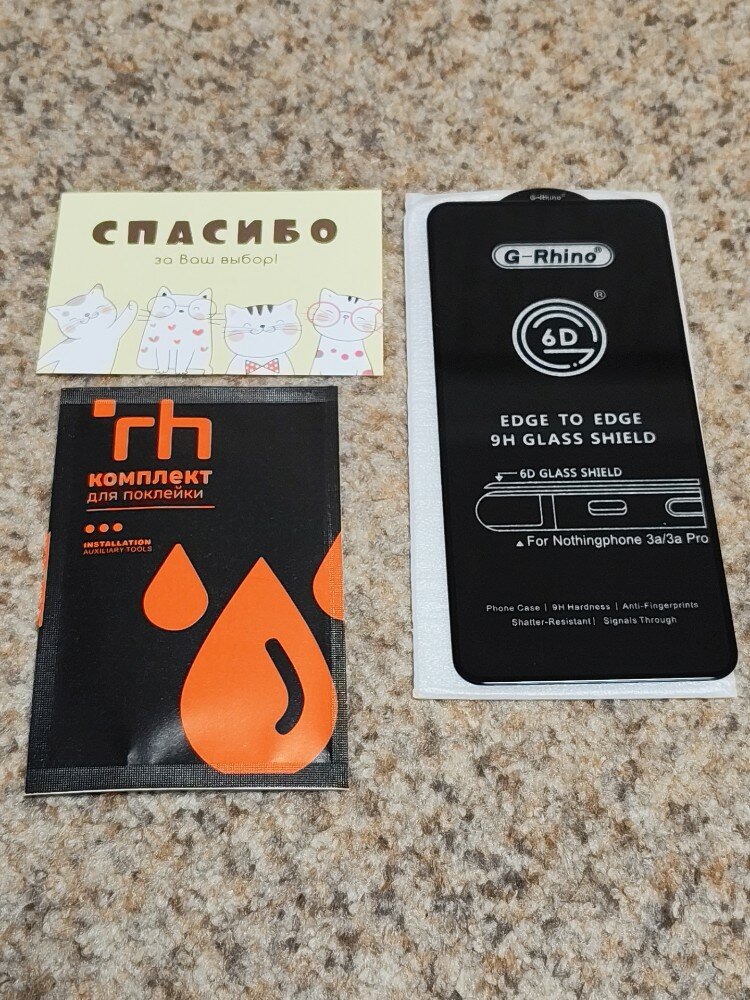 СПАСИБО
за Ваш выбор!
rh
КОМПЛЕКТ
ДЛЯ ПОКЛЕЙКИ
INSTALLATION
AUXILIARY TOOLS
G-Rhino®
G-Rhino®
®
6D
EDGE TO EDGE
9H GLASS SHIELD
6D GLASS SHIELD
For Nothingphone 3a/3a Pro
Phone Case | 9H Hardness | Anti-Fingerprints
Shatter-Resistant | Signals Through